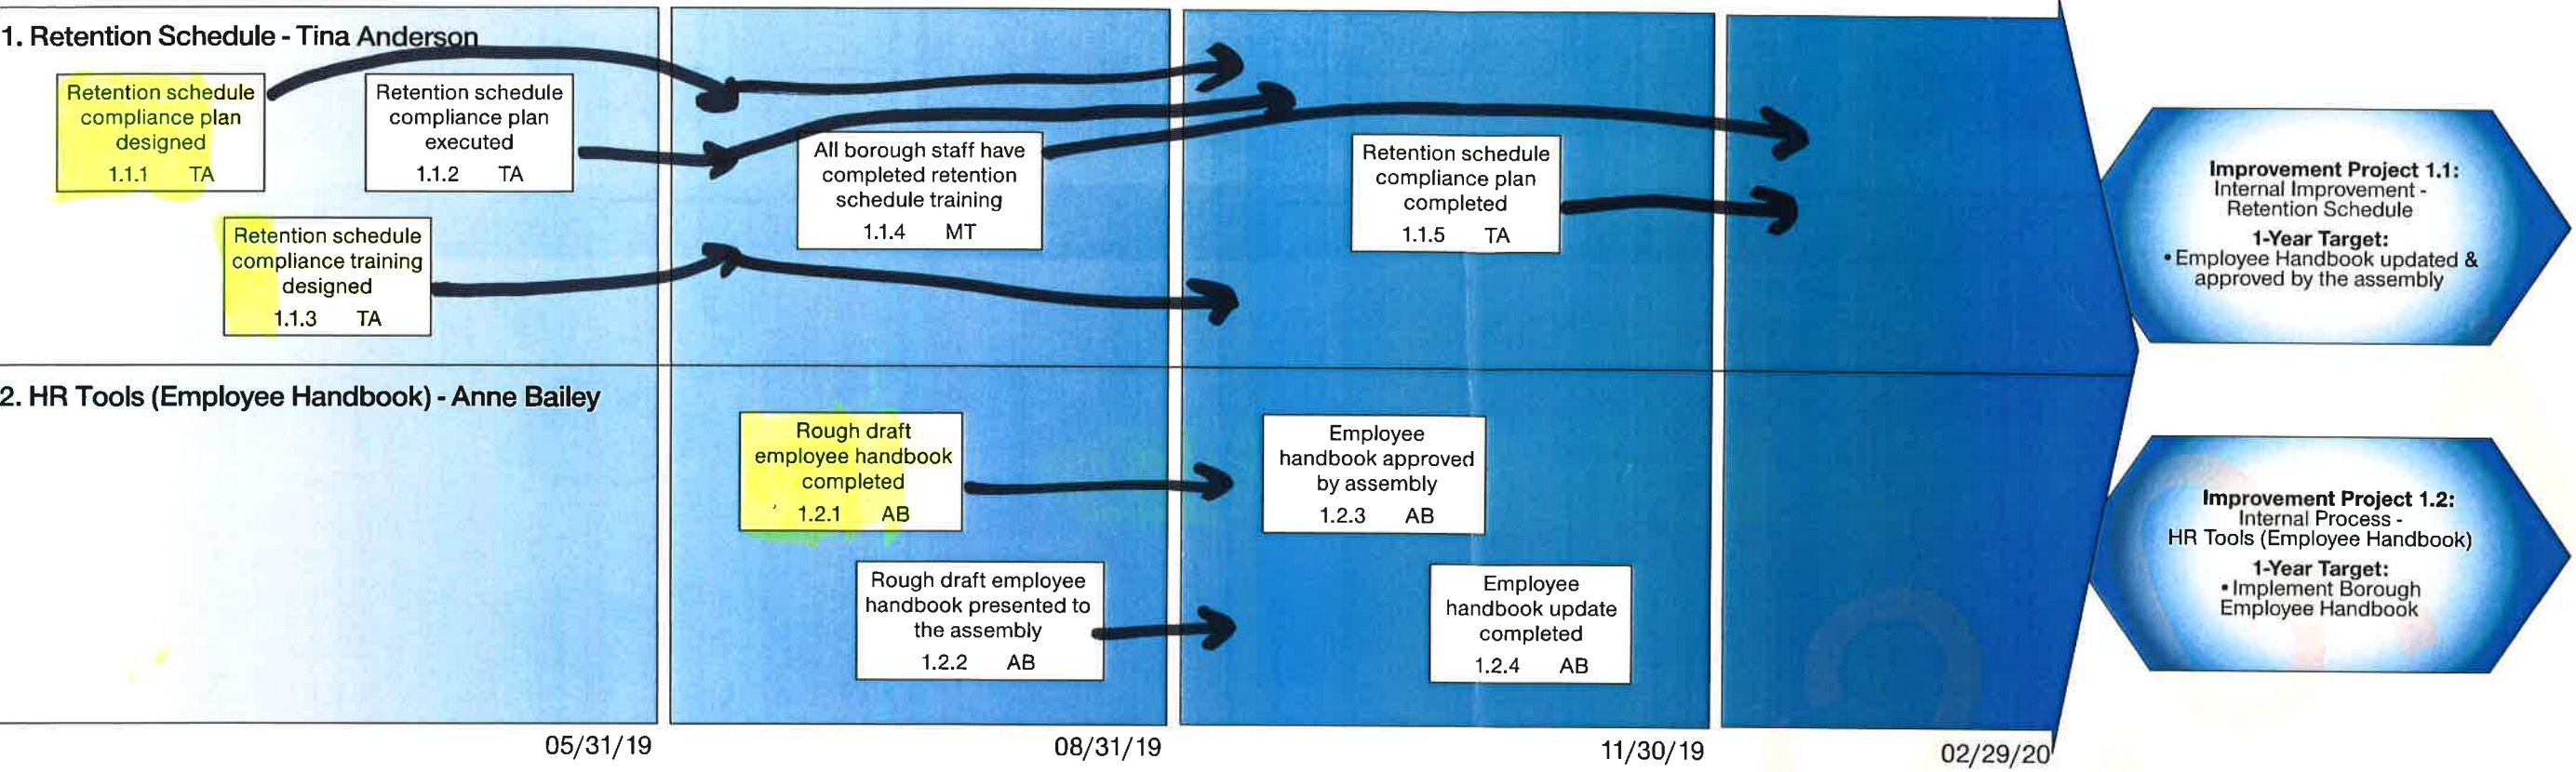 1. Retention Schedule - Tina Anderson
Retention schedule
compliance plan
designed
1.1.1 TA
Retention schedule
compliance plan
executed
1.1.2 TA
Retention schedule
compliance training
designed
1.1.3 TA
All borough staff have
completed retention
schedule training
1.1.4 MT
Retention schedule
compliance plan
completed
1.1.5 TA
Improvement Project 1.1:
Internal Improvement -
Retention Schedule
1-Year Target:
• Employee Handbook updated &
approved by the assembly
2. HR Tools (Employee Handbook) - Anne Bailey
Rough draft
employee handbook
completed
1.2.1 AB
Rough draft employee
handbook presented to
the assembly
1.2.2 AB
Employee
handbook approved
by assembly
1.2.3 AB
Employee
handbook update
completed
1.2.4 AB
Improvement Project 1.2:
Internal Process -
HR Tools (Employee Handbook)
1-Year Target:
• Implement Borough
Employee Handbook
05/31/19
08/31/19
11/30/19
02/29/20